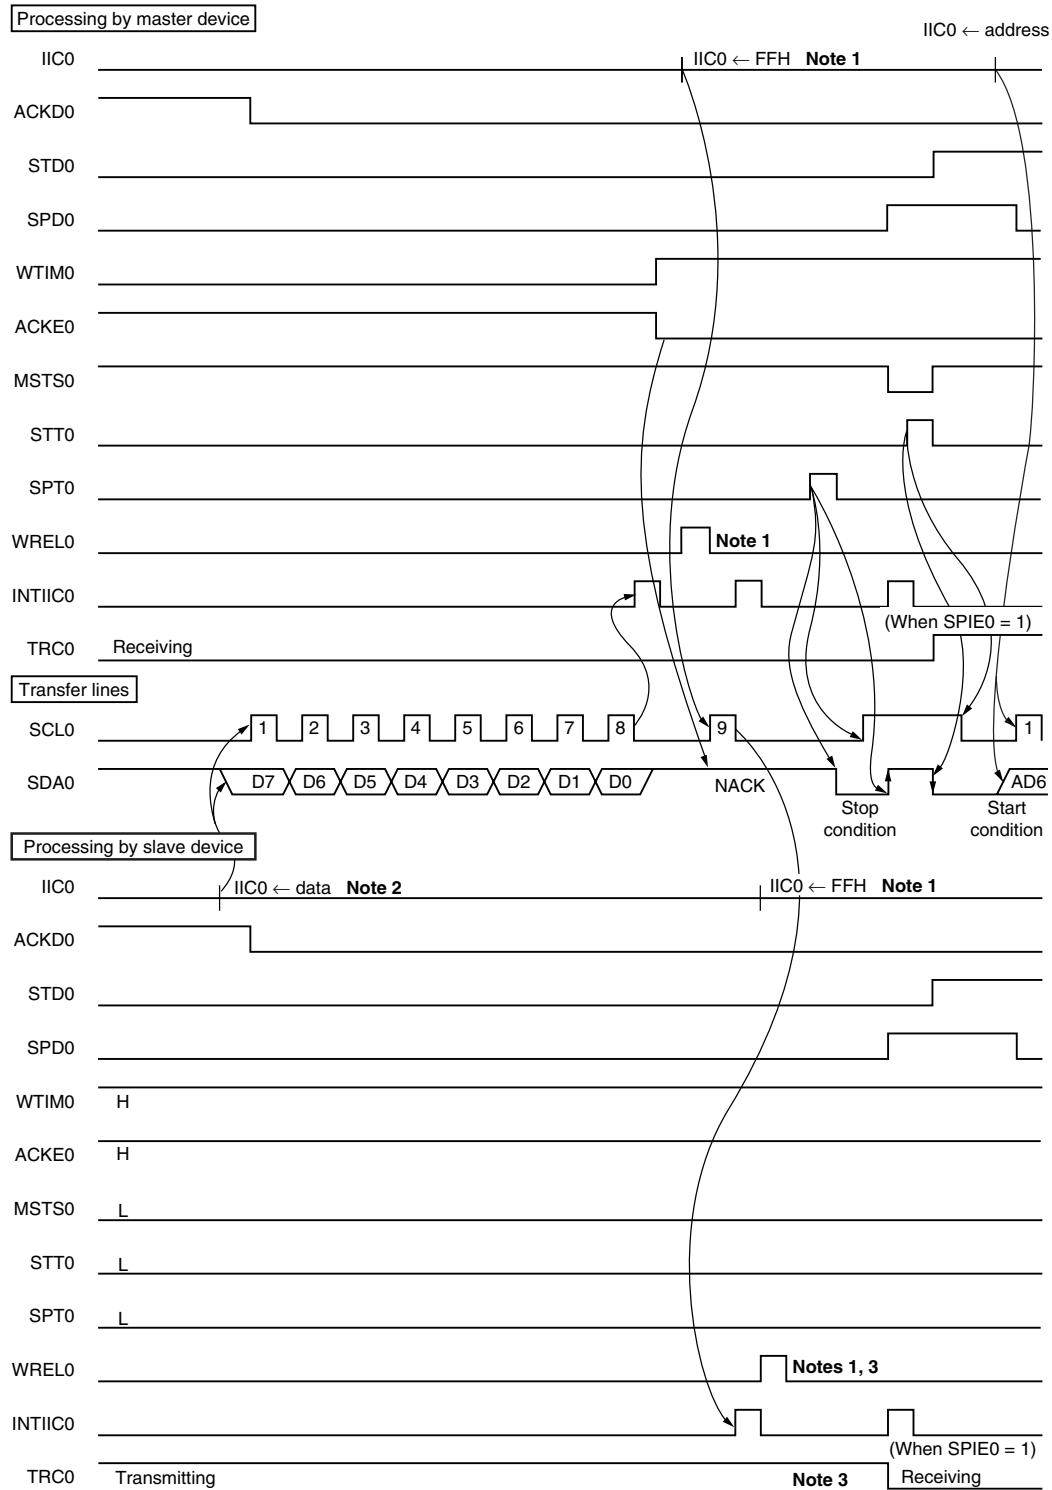 Processing by master device
IIC0 ← address
IIC0
IIC0 ← FFH Note 1
ACKD0
STD0
SPD0
WTIM0
ACKE0
MSTS0
STT0
SPT0
WREL0
Note 1
INTIIC0
(When SPIE0 = 1)
TRC0
Receiving
Transfer lines
SCL0
1 2 3 4 5 6 7 8 9 1
SDA0
D7 D6 D5 D4 D3 D2 D1 D0 NACK AD6
Stop condition
Start condition
Processing by slave device
IIC0
IIC0 ← data Note 2
IIC0 ← FFH Note 1
ACKD0
STD0
SPD0
WTIM0 H
ACKE0 H
MSTS0 L
STT0 L
SPT0 L
WREL0
Notes 1, 3
INTIIC0
(When SPIE0 = 1)
TRC0
Transmitting
Note 3
Receiving